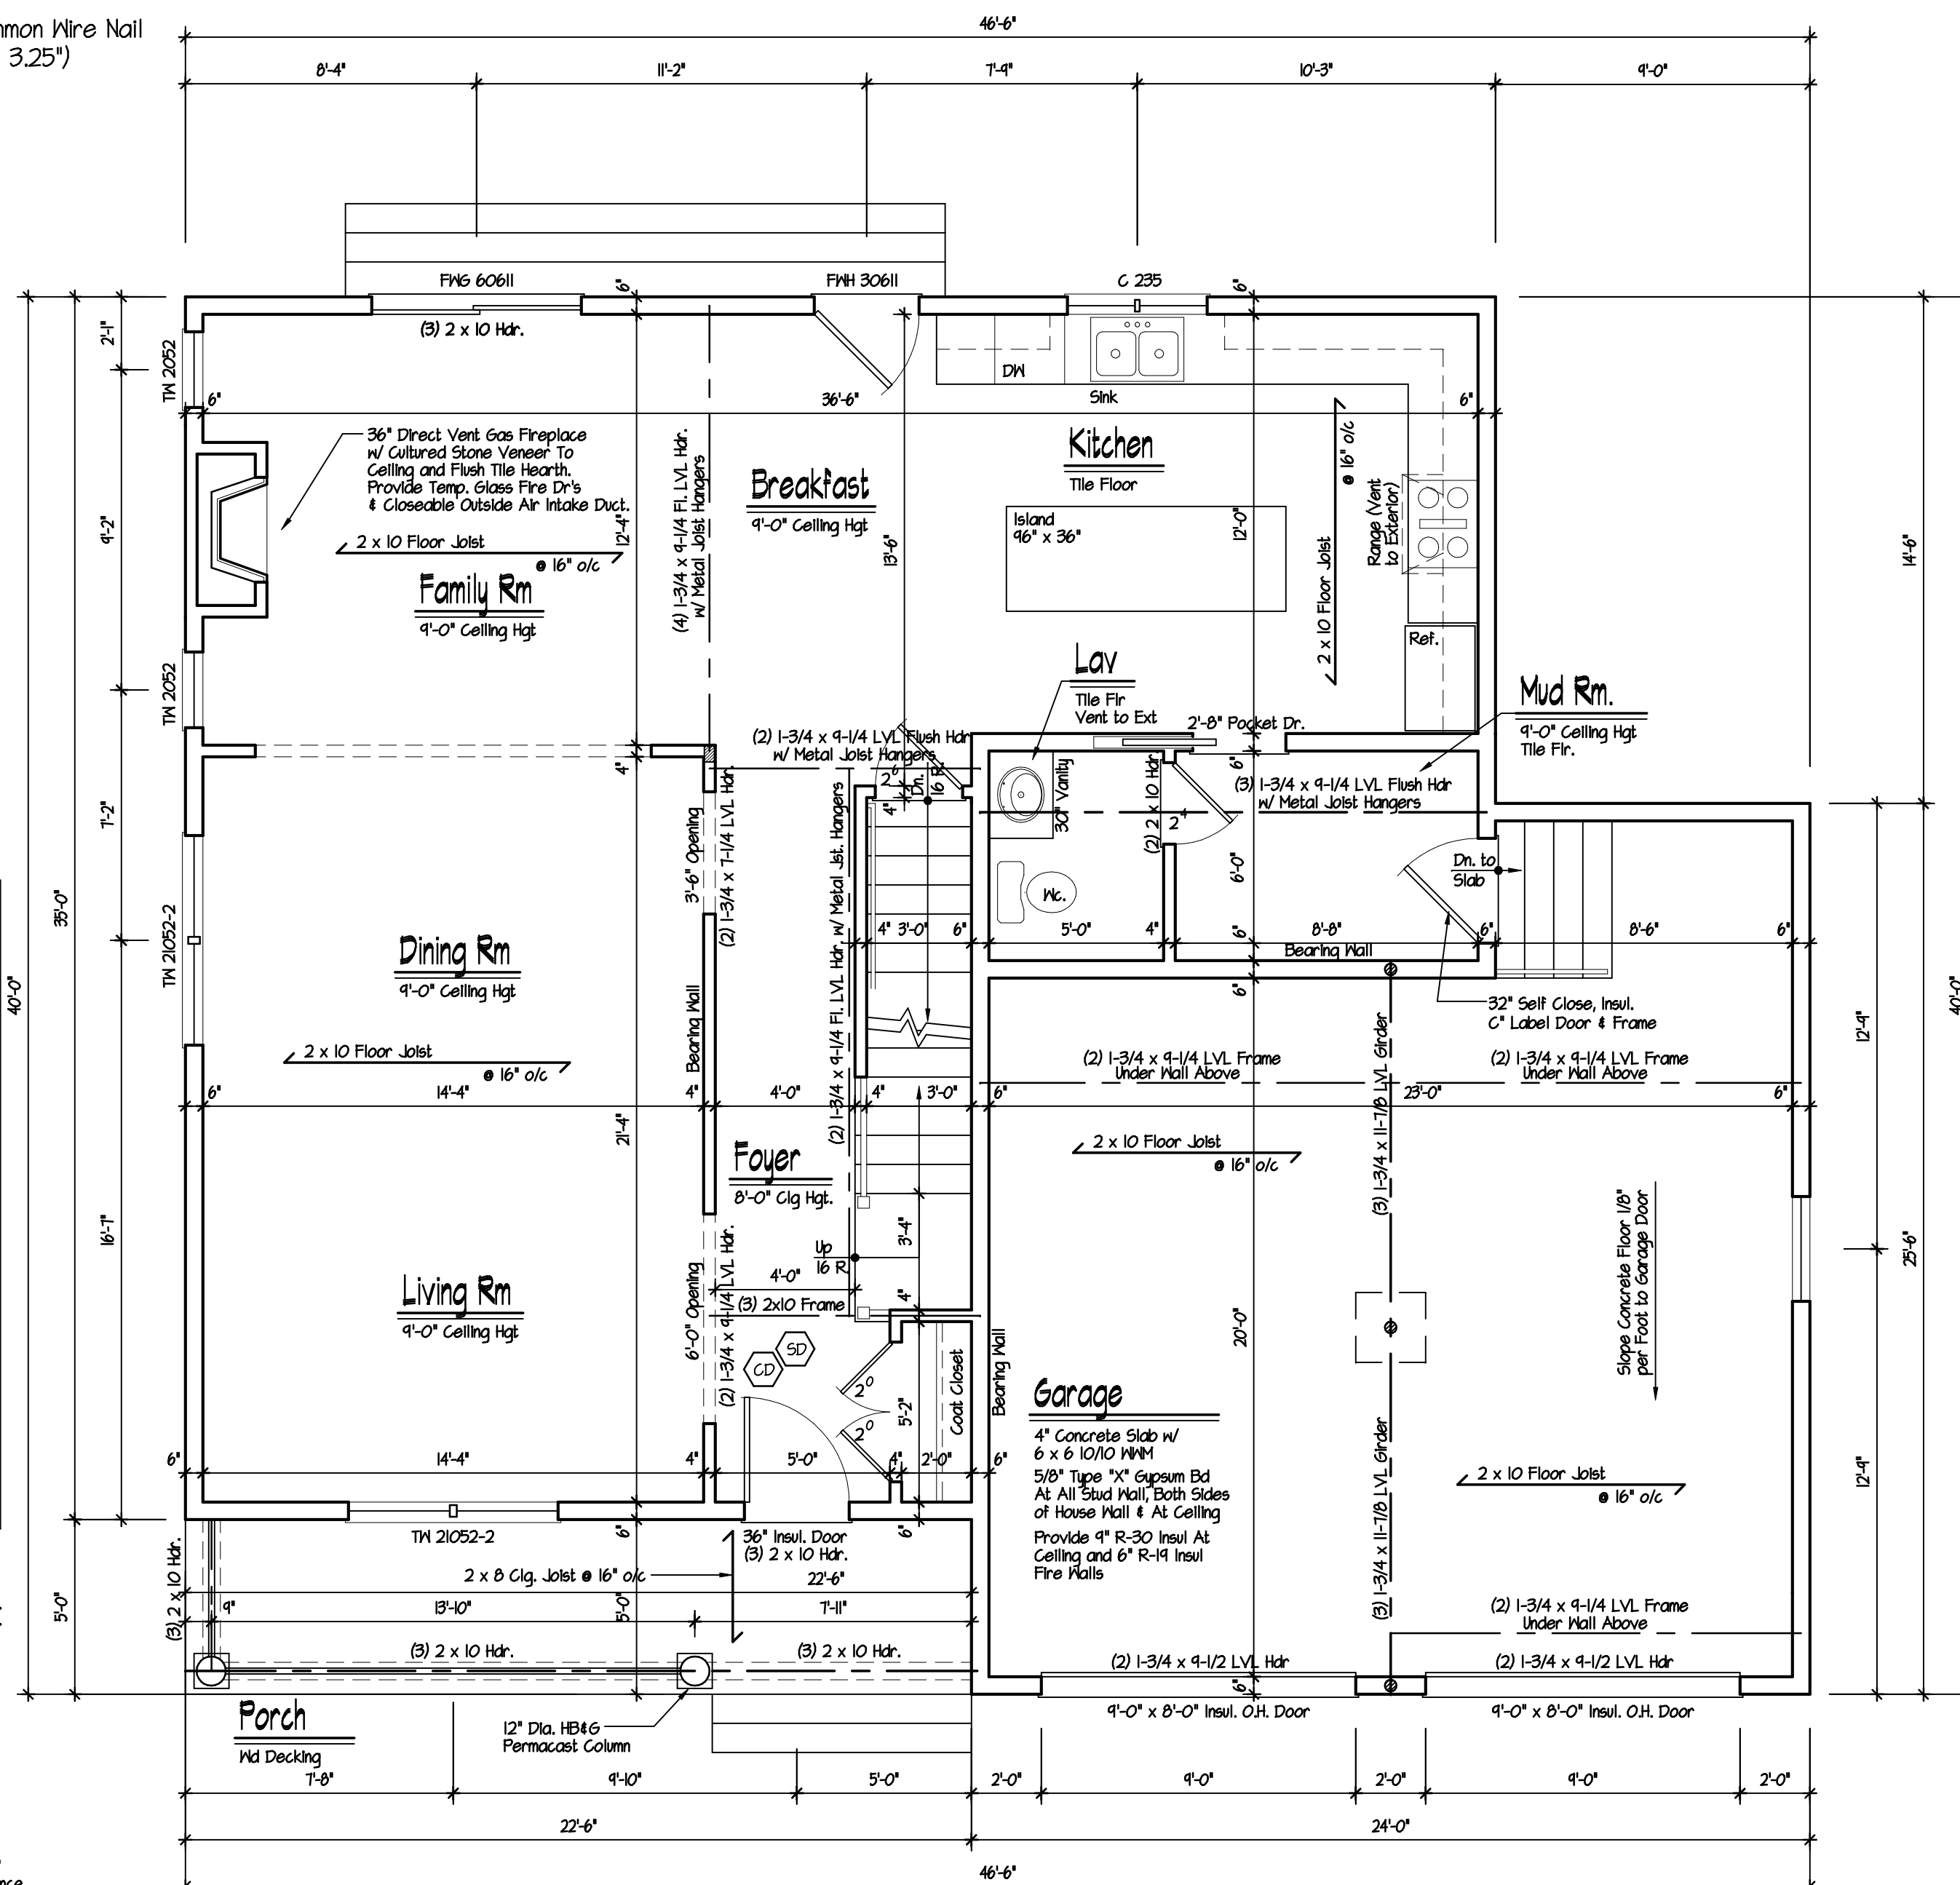 mmon Wire Nail
3.25")
46'-6"
8'-4"
11'-2"
7'-9"
10'-3"
9'-0"
FWG 60611
FWH 30611
C 235
6"
6"
(3) 2 x 10 Hdr.
2'-1"
TW 2052
DW
Sink
6"
36'-6"
6"
36" Direct Vent Gas Fireplace
w/ Cultured Stone Veneer To
Ceiling and Flush Tile Hearth.
Provide Temp. Glass Fire Dr's
& Closeable Outside Air Intake Duct.
9'-2"
2 x 10 Floor Joist
@ 16" o/c
12'-4"
Family Rm
9'-0" Ceiling Hgt
(4) 1-3/4 x 9-1/4 Fl. LVL Hdr.
w/ Metal Joist Hangers
Breakfast
9'-0" Ceiling Hgt
13'-6"
Kitchen
Tile Floor
Island
96" x 36"
12'-0"
2 x 10 Floor Joist
@ 16" o/c
Range (Vent
to Exterior)
Ref.
14'-6"
TW 2052
Lav
Tile Flr
Vent to Ext
2'-8" Pocket Dr.
Mud Rm.
9'-0" Ceiling Hgt
Tile Flr.
(2) 1-3/4 x 9-1/4 LVL Flush Hdr
w/ Metal Joist Hangers
4"
2⁶
Dn.
16 R.
4"
30" Vanity
(2) 2 x 10 Hdr
2⁴
6"
(3) 1-3/4 x 9-1/4 LVL Flush Hdr
w/ Metal Joist Hangers
7'-2"
3'-6" Opening
(2) 1-3/4 x 7-1/4 LVL Hdr.
(2) 1-3/4 x 9-1/4 Fl. LVL Hdr. w/ Metal Jst. Hangers
Wc.
6'-0"
Dn. to
Slab
35'-0"
40'-0"
TW 21052-2
Dining Rm
9'-0" Ceiling Hgt
4"
3'-0"
6"
5'-0"
4"
6"
8'-8"
6"
8'-6"
6"
Bearing Wall
6"
32" Self Close, Insul.
C" Label Door & Frame
40'-0"
12'-9"
Bearing Wall
2 x 10 Floor Joist
@ 16" o/c
(2) 1-3/4 x 9-1/4 LVL Frame
Under Wall Above
(2) 1-3/4 x 9-1/4 LVL Frame
Under Wall Above
6"
14'-4"
4"
4'-0"
4"
3'-0"
6"
23'-0"
6"
21'-4"
(3) 1-3/4 x 11-7/8 LVL Girder
Foyer
8'-0" Clg Hgt.
2 x 10 Floor Joist
@ 16" o/c
16'-7"
3'-4"
Up
16 R.
4'-0"
4"
(3) 2x10 Frame
Slope Concrete Floor 1/8"
per Foot to Garage Door
25'-6"
Living Rm
9'-0" Ceiling Hgt
6'-0" Opening
(2) 1-3/4 x 9-1/4 LVL Hdr.
SD
CD
2⁰
2⁰
5'-2"
Coat Closet
Bearing Wall
20'-0"
Garage
4" Concrete Slab w/
6 x 6 10/10 WWM
5/8" Type "X" Gypsum Bd
At All Stud Wall, Both Sides
of House Wall & At Ceiling
Provide 9" R-30 Insul At
Ceiling and 6" R-19 Insul
Fire Walls
(3) 1-3/4 x 11-7/8 LVL Girder
2 x 10 Floor Joist
@ 16" o/c
12'-9"
6"
14'-4"
4"
5'-0"
4"
2'-0"
6"
TW 21052-2
6"
36" Insul. Door
(3) 2 x 10 Hdr.
6"
2 x 8 Clg. Joist @ 16" o/c
22'-6"
(3) 2 x 10 Hdr.
5'-0"
9"
13'-10"
5'-0"
7'-11"
(3) 2 x 10 Hdr.
(3) 2 x 10 Hdr.
(2) 1-3/4 x 9-1/4 LVL Frame
Under Wall Above
(2) 1-3/4 x 9-1/2 LVL Hdr
(2) 1-3/4 x 9-1/2 LVL Hdr
6"
9'-0" x 8'-0" Insul. O.H. Door
9'-0" x 8'-0" Insul. O.H. Door
Porch
Wd Decking
12" Dia. HB&G
Permacast Column
7'-8"
9'-10"
5'-0"
2'-0"
9'-0"
2'-0"
9'-0"
2'-0"
22'-6"
24'-0"
46'-6"